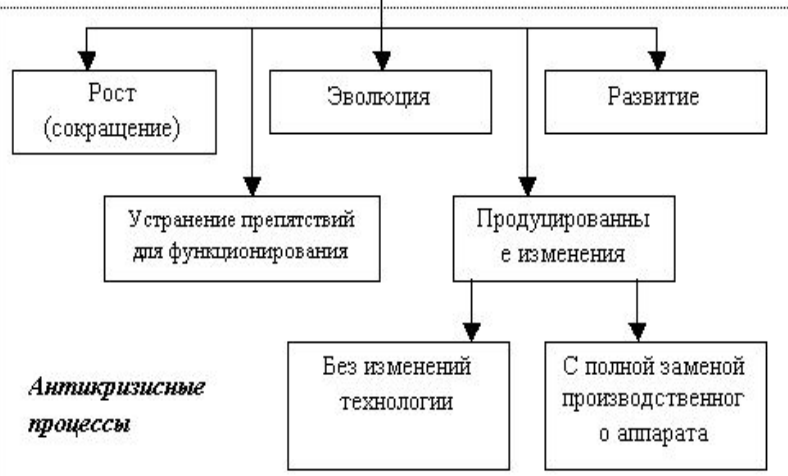 Рост
(сокращение)
Эволюция
Развитие
Устранение препятствий
для функционирования
Продуцированны
е изменения
Без изменений
технологии
С полной заменой
производственног
о аппарата
Антикризисные
процессы